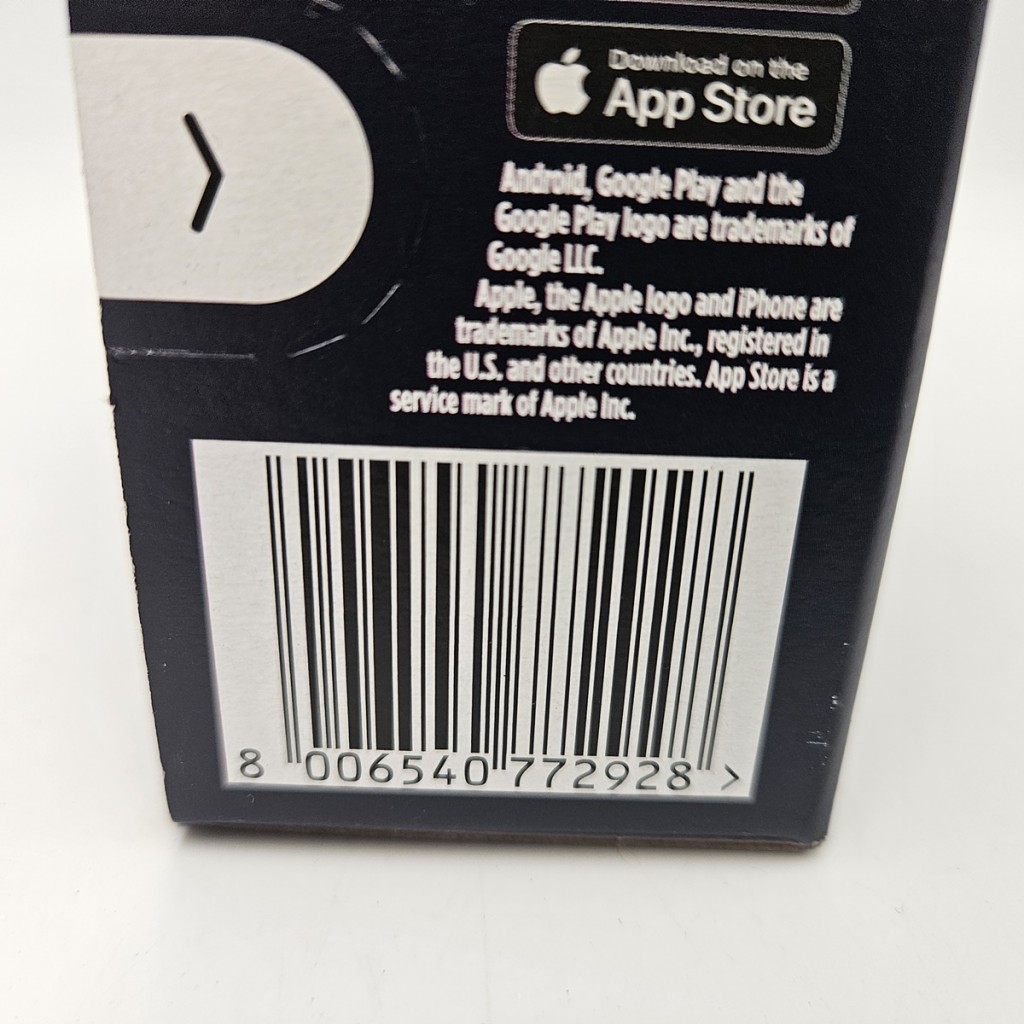 Download on the
App Store
Android, Google Play and the
Google Play logo are trademarks of
Google LLC.
Apple, the Apple logo and iPhone are
trademarks of Apple Inc., registered in
the U.S. and other countries. App Store is a
service mark of Apple Inc.
8 006540 772928 >